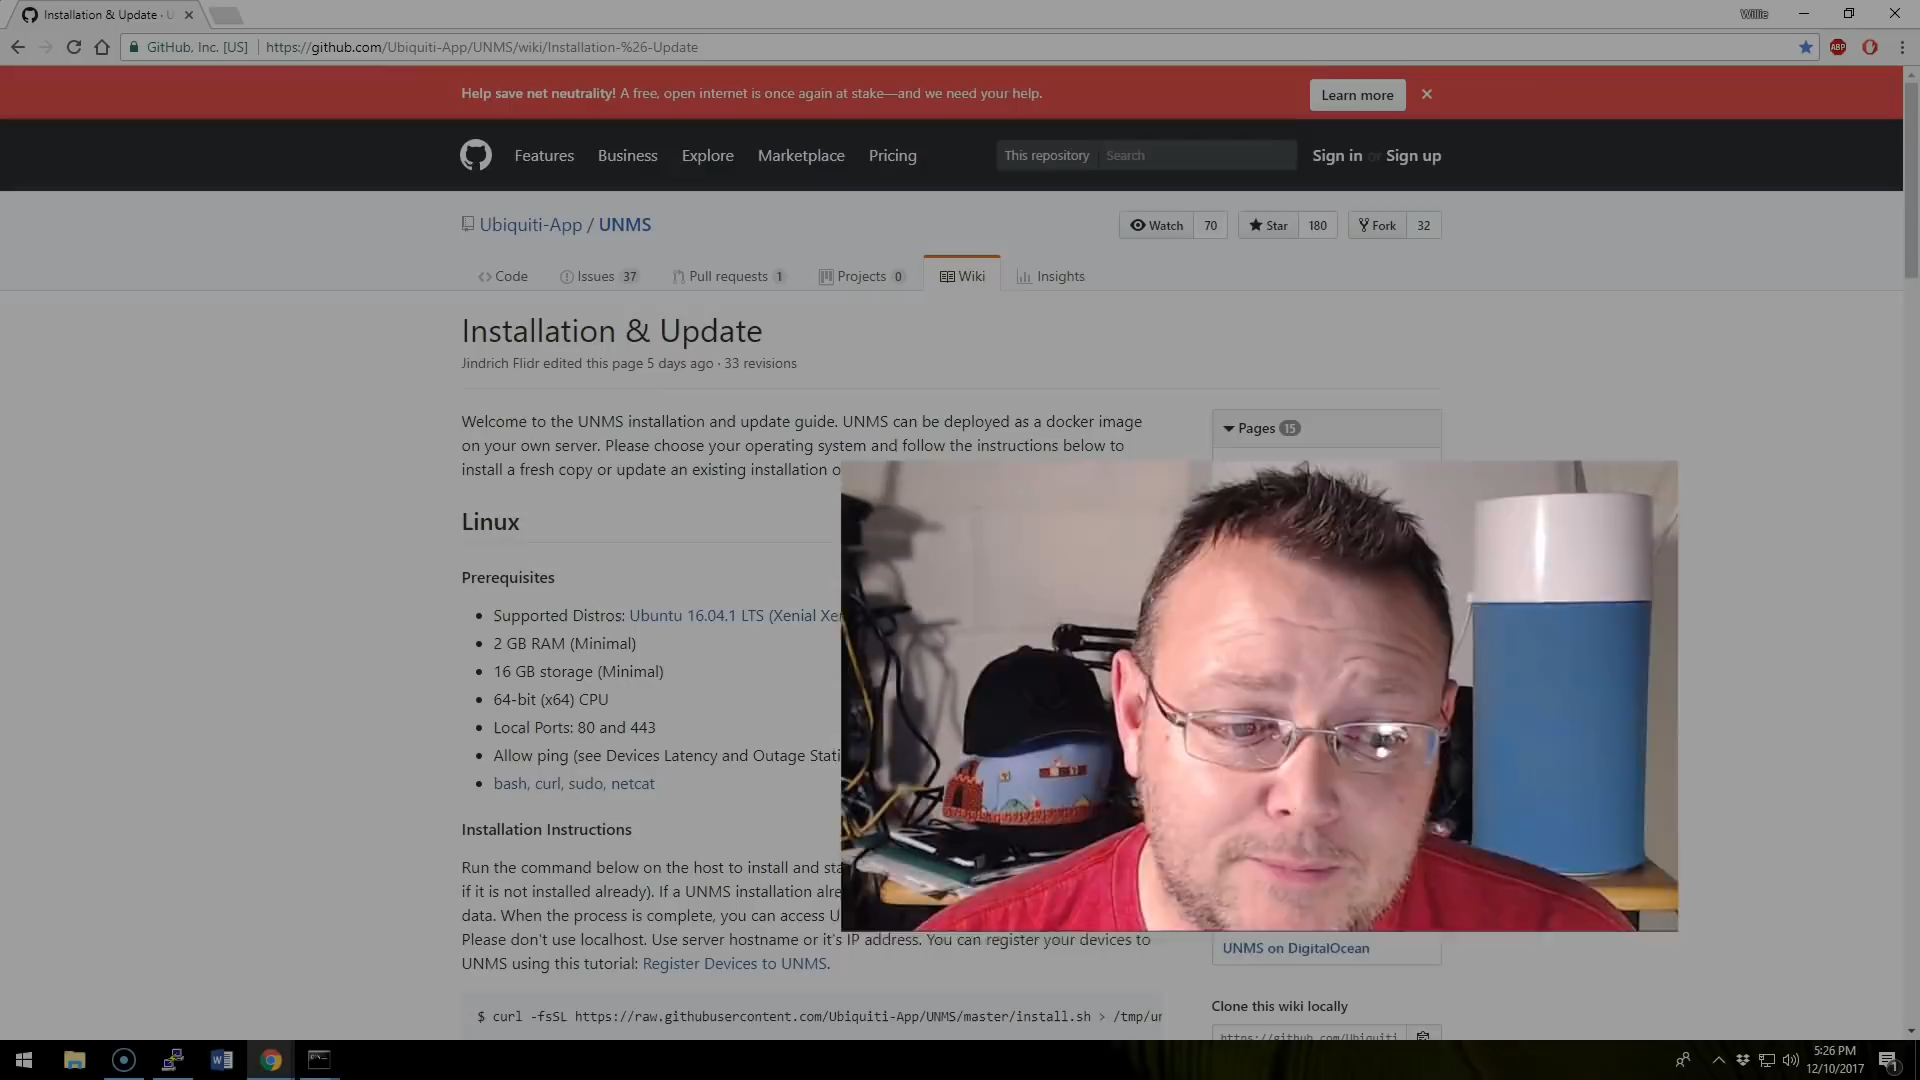 Installation & Update · U
Willie
GitHub, Inc. [US]
https://github.com/Ubiquiti-App/UNMS/wiki/Installation-%26-Update
ABP
Help save net neutrality! A free, open internet is once again at stake—and we need your help.
Learn more
Features
Business
Explore
Marketplace
Pricing
This repository
Search
Sign in or Sign up
Ubiquiti-App / UNMS
Watch 70
Star 180
Fork 32
Code
Issues 37
Pull requests 1
Projects 0
Wiki
Insights
Installation & Update
Jindrich Flidr edited this page 5 days ago · 33 revisions
Welcome to the UNMS installation and update guide. UNMS can be deployed as a docker image
on your own server. Please choose your operating system and follow the instructions below to
install a fresh copy or update an existing installation
Pages 15
Linux
Prerequisites
Supported Distros: Ubuntu 16.04.1 LTS (Xenial
2 GB RAM (Minimal)
16 GB storage (Minimal)
64-bit (x64) CPU
Local Ports: 80 and 443
Allow ping (see Devices Latency and Outage
bash, curl, sudo, netcat
Installation Instructions
Run the command below on the host to install and
if it is not installed already). If a UNMS installation
data. When the process is complete, you can access
Please don't use localhost. Use server hostname or it's IP address. You can register your devices to
UNMS using this tutorial: Register Devices to UNMS.
$ curl -fsSL https://raw.githubusercontent.com/Ubiquiti-App/UNMS/master/install.sh > /tmp/un
UNMS on DigitalOcean
Clone this wiki locally
https://github.com/Ubiquiti
5:26 PM
12/10/2017
1